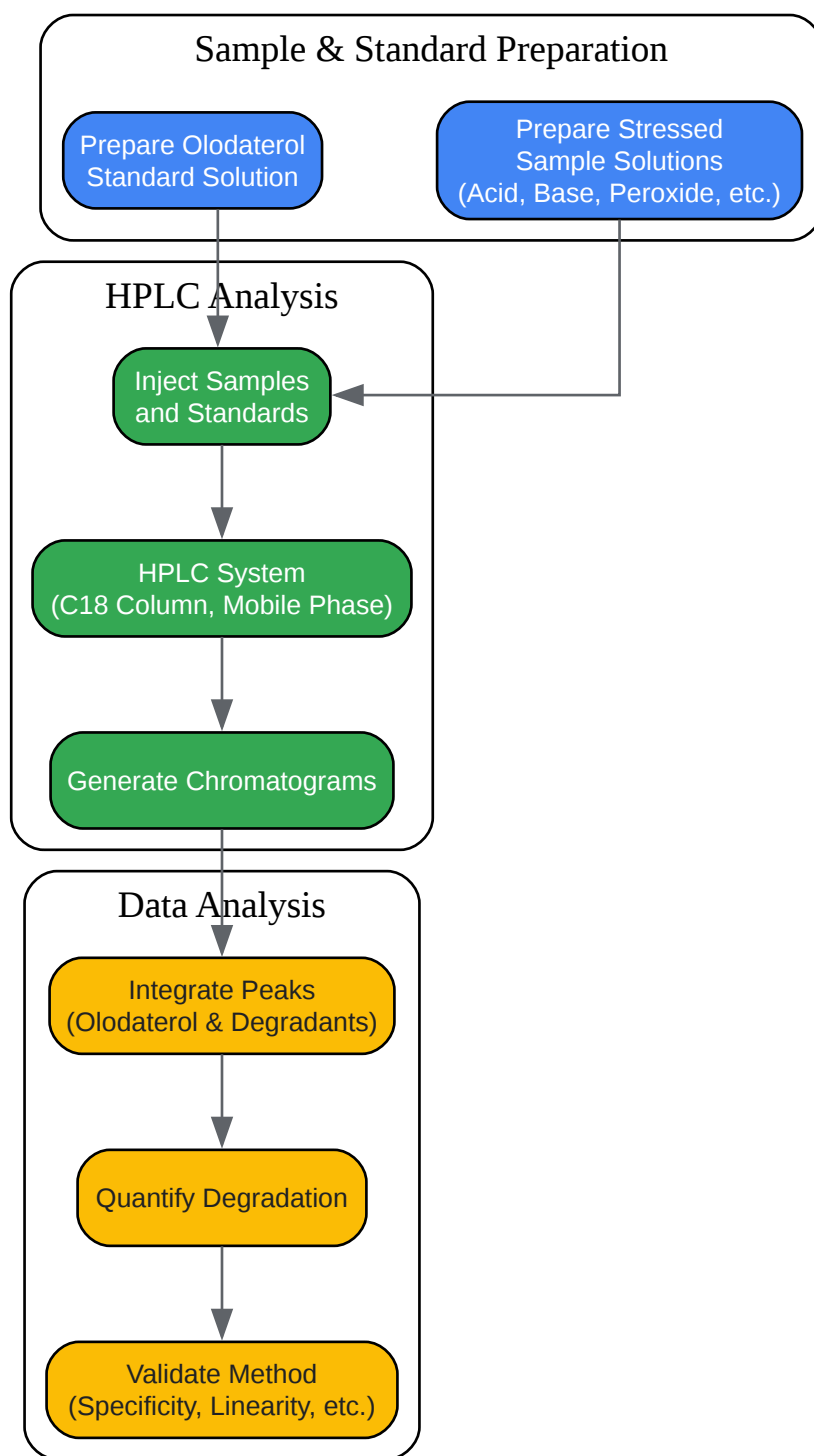 Sample & Standard Preparation
Prepare Olodaterol
Standard Solution
Prepare Stressed
Sample Solutions
(Acid, Base, Peroxide, etc.)
HPLC Analysis
Inject Samples
and Standards
HPLC System
(C18 Column, Mobile Phase)
Generate Chromatograms
Data Analysis
Integrate Peaks
(Olodaterol & Degradants)
Quantify Degradation
Validate Method
(Specificity, Linearity, etc.)